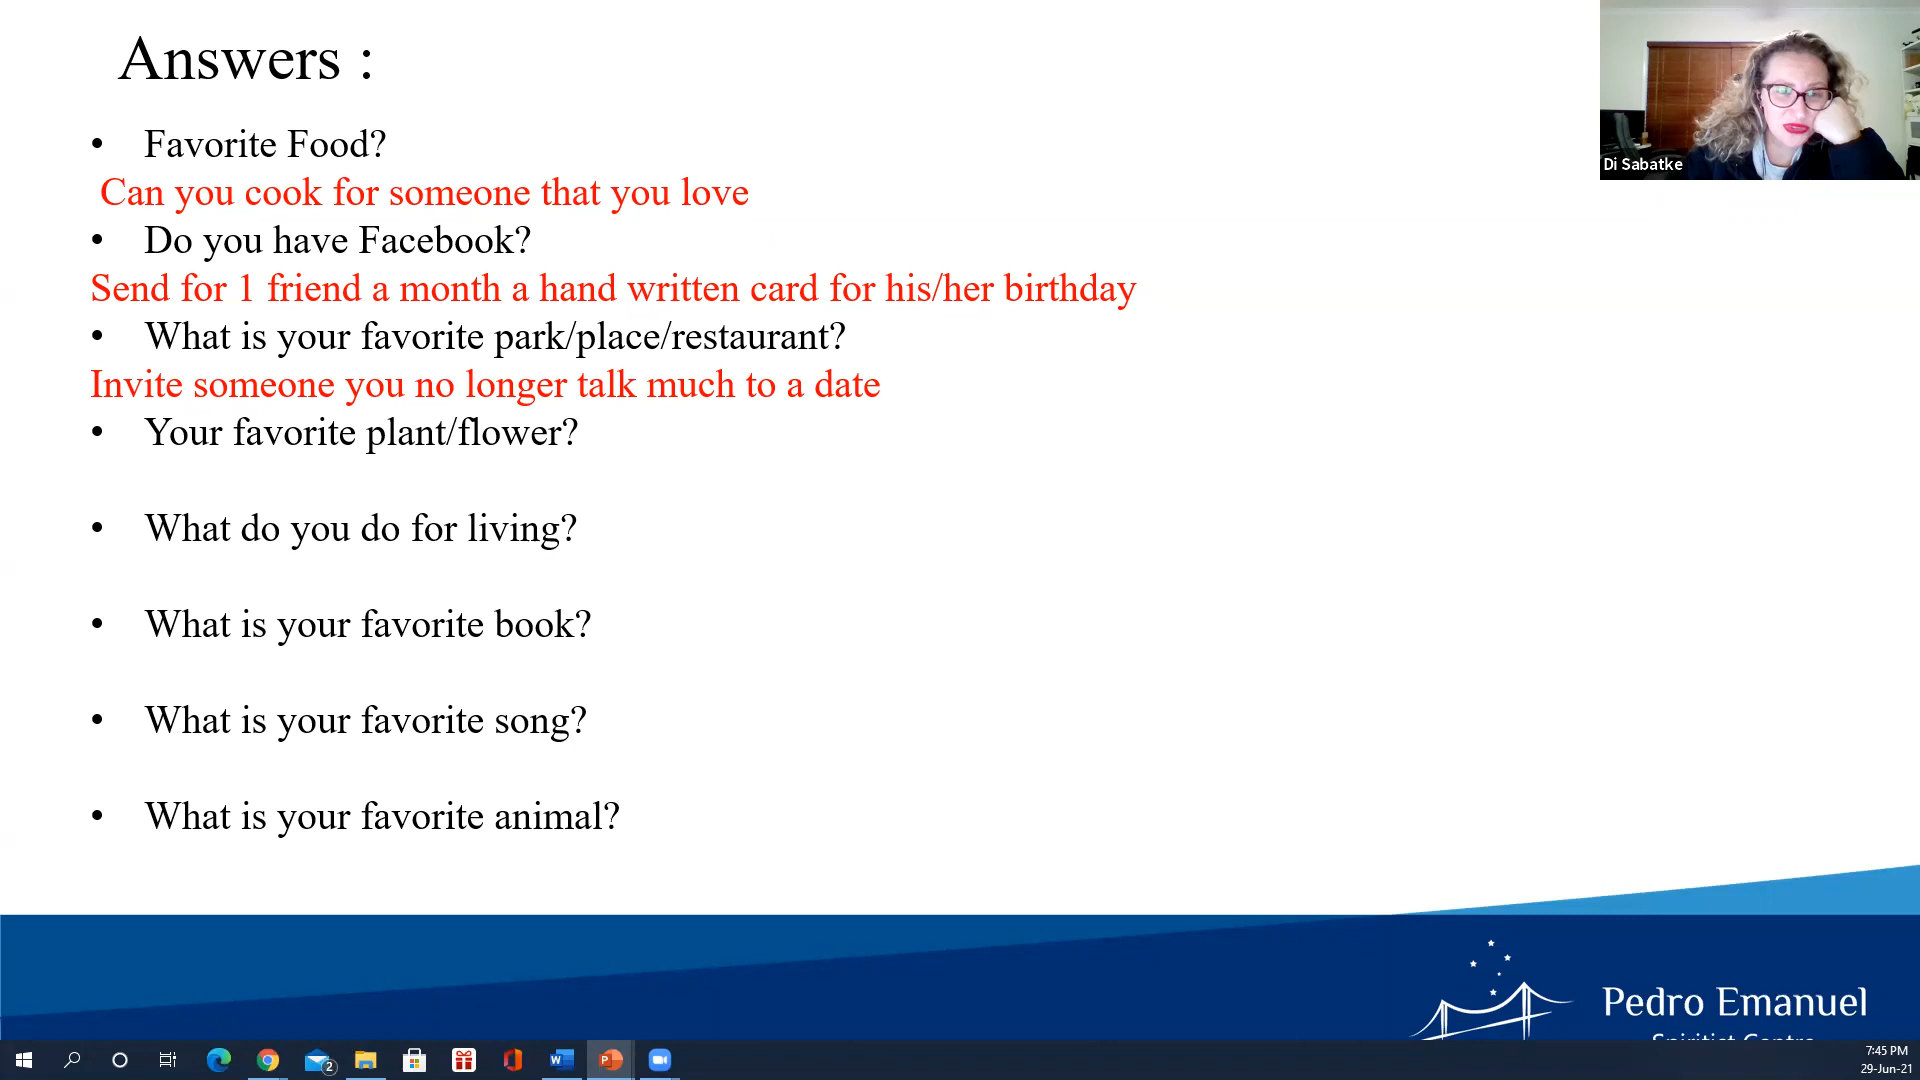 Answers :
• Favorite Food?
Can you cook for someone that you love
• Do you have Facebook?
Send for 1 friend a month a hand written card for his/her birthday
• What is your favorite park/place/restaurant?
Invite someone you no longer talk much to a date
• Your favorite plant/flower?
• What do you do for living?
• What is your favorite book?
• What is your favorite song?
• What is your favorite animal?
Di Sabatke
Pedro Emanuel
Spiritist Centre
2
7:45 PM
29-Jun-21